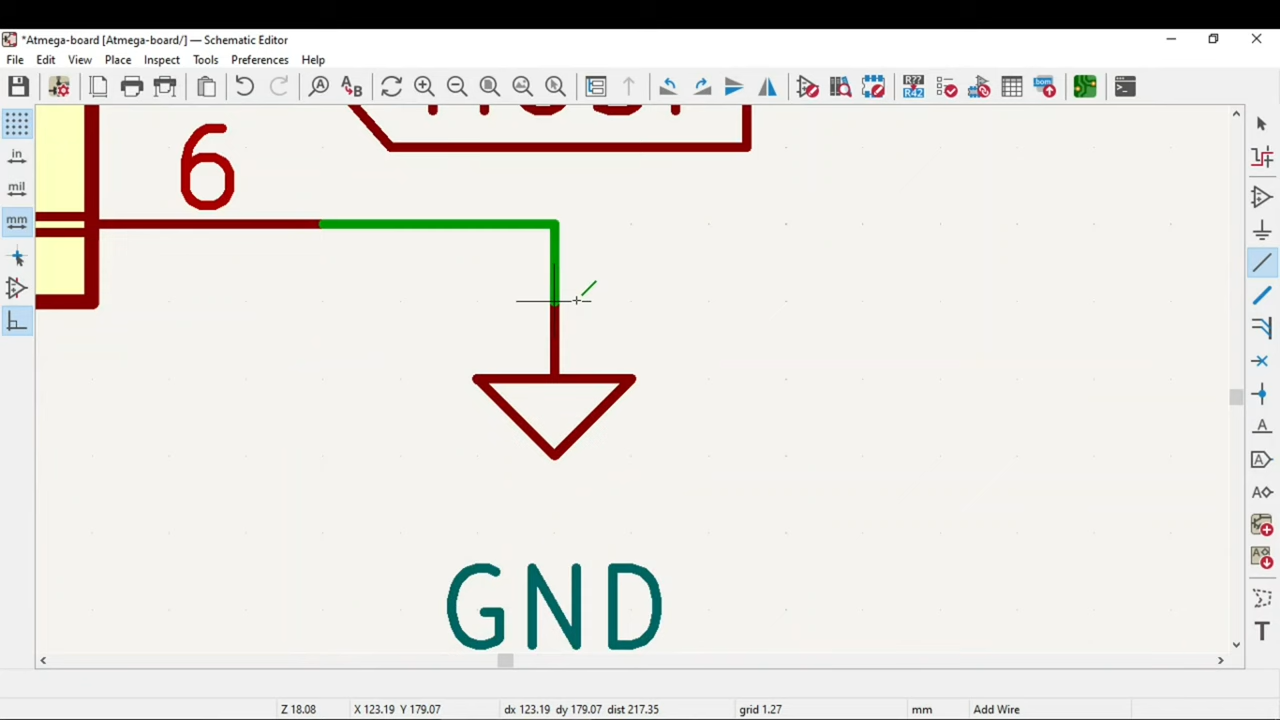 *Atmega-board [Atmega-board/] — Schematic Editor
File Edit View Place Inspect Tools Preferences Help
A
A B
R?? R42
bom
in
mil
mm
6
GND
A
A
A
A
T
Z 18.08 X 123.19 Y 179.07 dx 123.19 dy 179.07 dist 217.35 grid 1.27 mm Add Wire